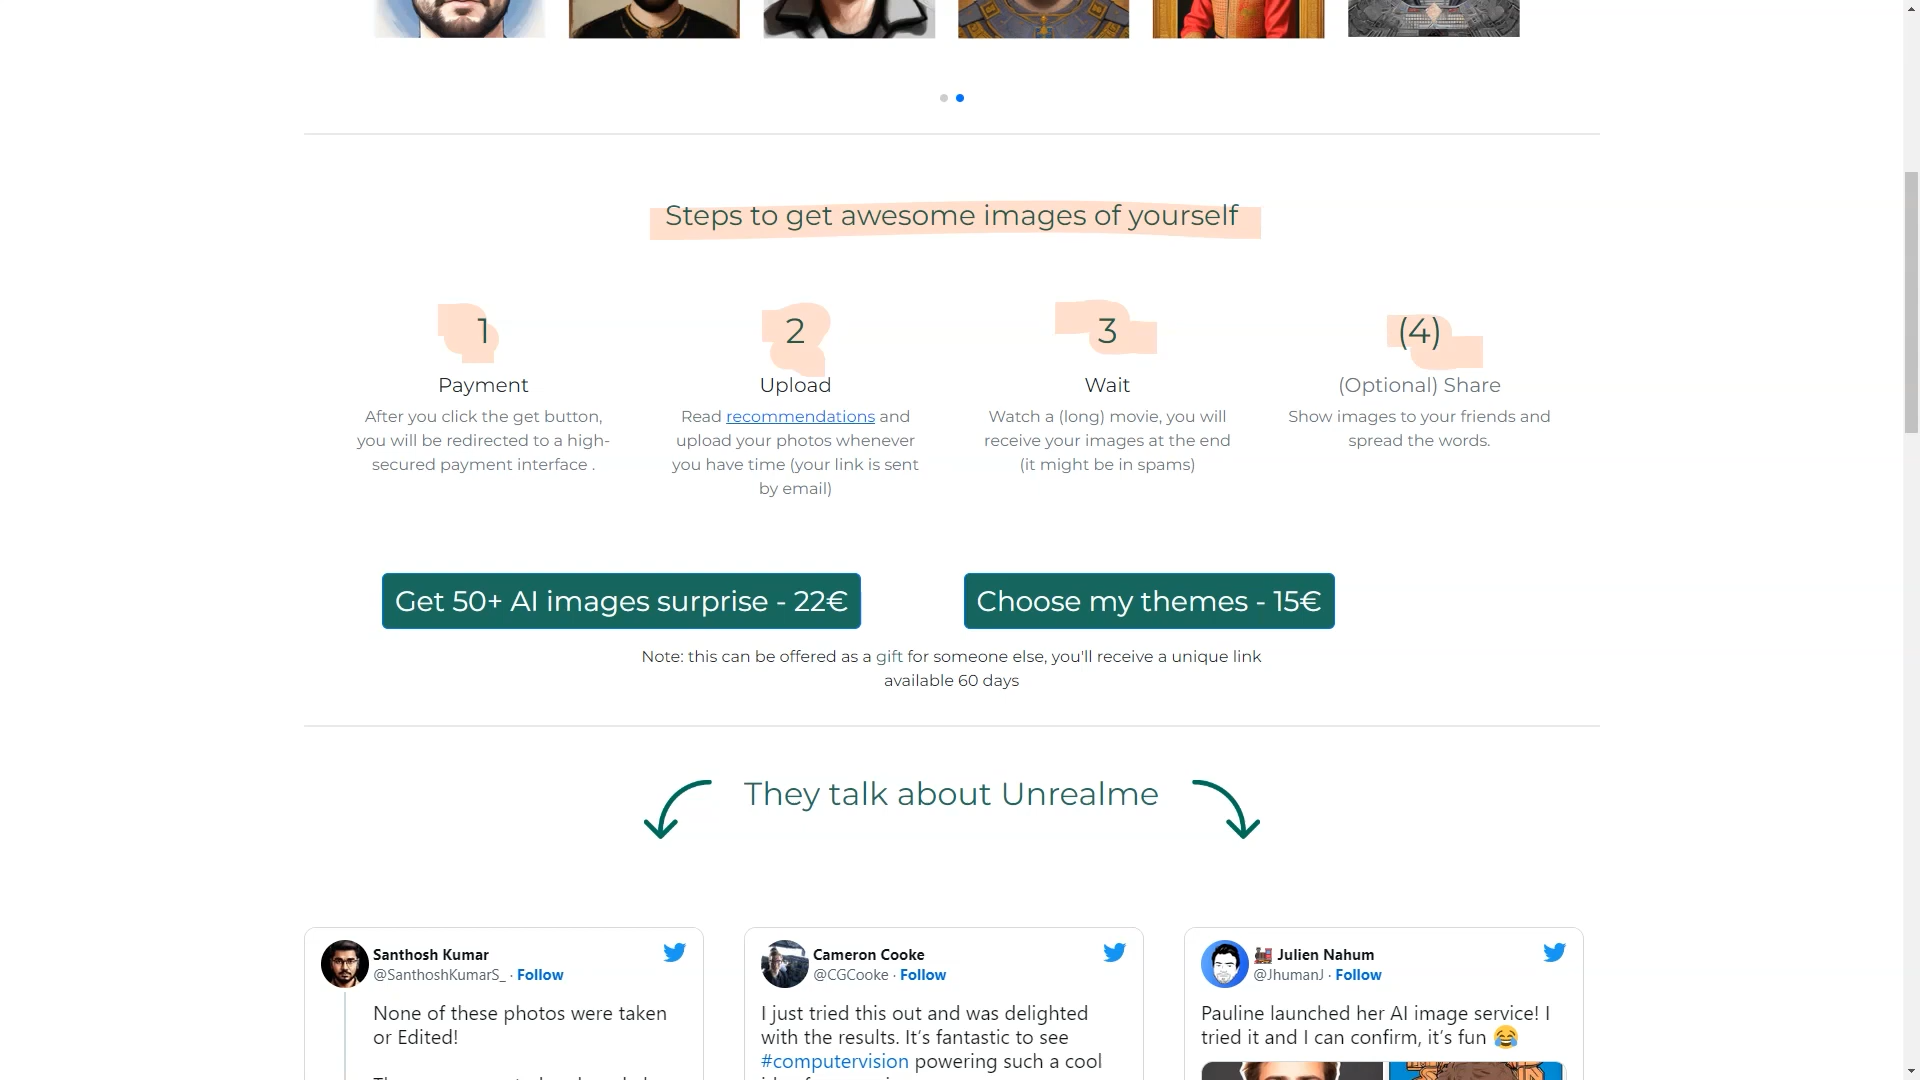 Steps to get awesome images of yourself
1
Payment
After you click the get button,
you will be redirected to a high-
secured payment interface .
2
Upload
Read recommendations and
upload your photos whenever
you have time (your link is sent
by email)
3
Wait
Watch a (long) movie, you will
receive your images at the end
(it might be in spams)
(4)
(Optional) Share
Show images to your friends and
spread the words.
Get 50+ AI images surprise - 22€
Choose my themes - 15€
Note: this can be offered as a gift for someone else, you'll receive a unique link
available 60 days
They talk about Unrealme
Santhosh Kumar
@SanthoshKumarS_ · Follow
None of these photos were taken
or Edited!
Cameron Cooke
@CGCooke · Follow
I just tried this out and was delighted
with the results. It’s fantastic to see
#computervision powering such a cool
🚂 Julien Nahum
@JhumanJ · Follow
Pauline launched her AI image service! I
tried it and I can confirm, it’s fun 😂